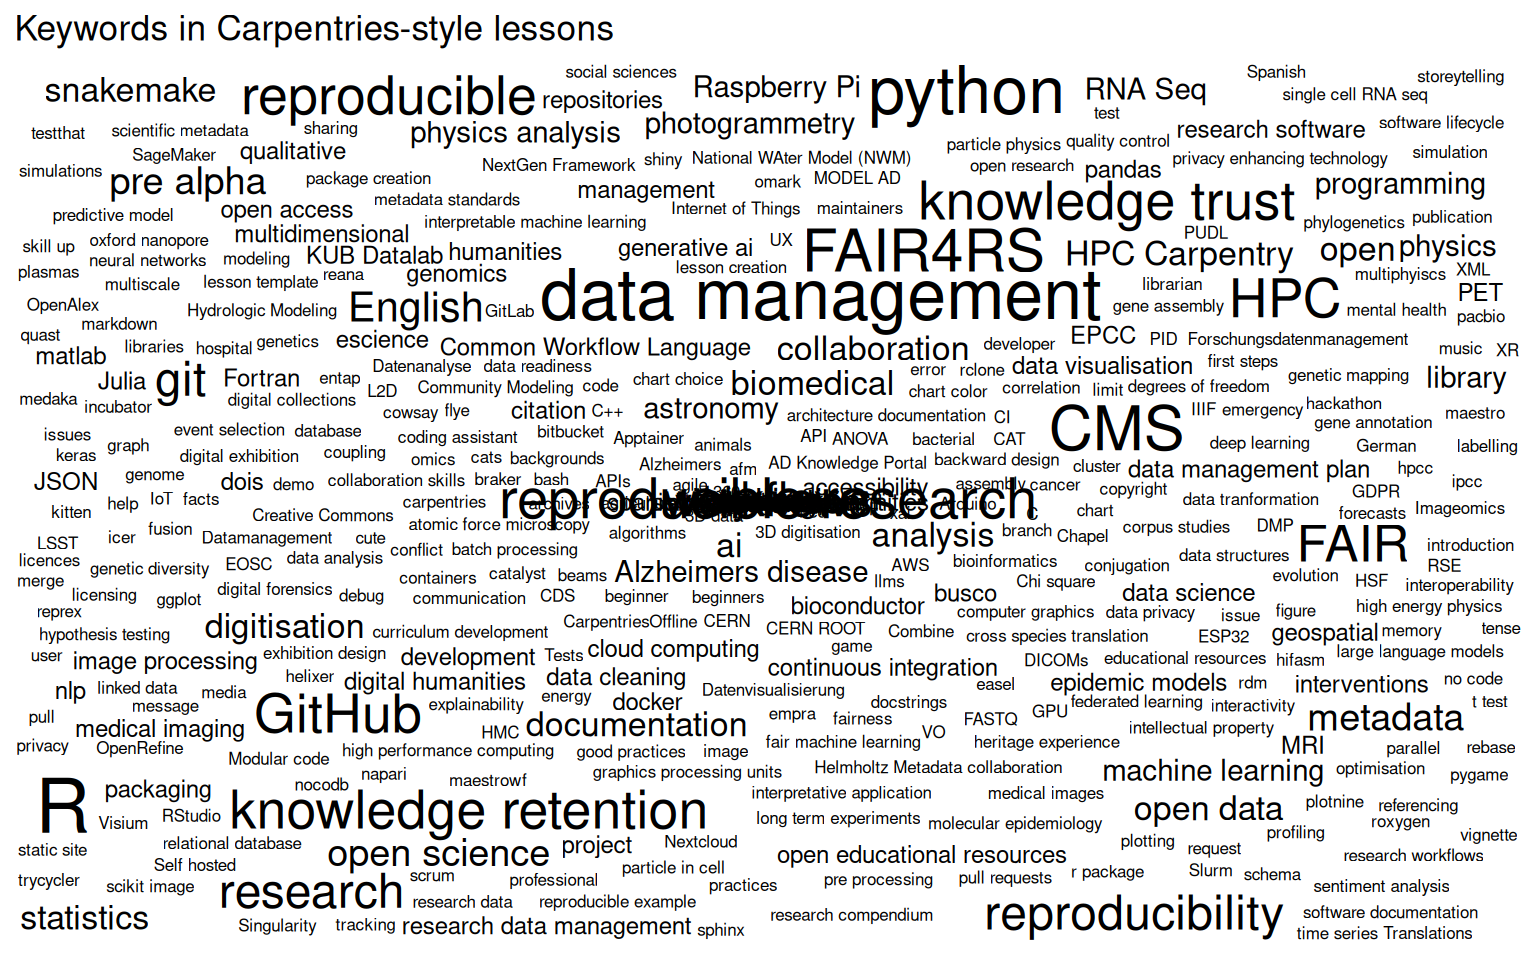 Keywords in Carpentries-style lessons
social sciences Spanish storeytelling
snakemake reproducible repositories Raspberry Pi python RNA Seq single cell RNA seq
test
testthat scientific metadata sharing physics analysis photogrammetry research software software lifecycle
SageMaker qualitative particle physics quality control
simulations NextGen Framework shiny National WAter Model (NWM) open research pandas privacy enhancing technology simulation
pre alpha package creation management omark MODEL AD programming
metadata standards knowledge trust
predictive model open access interpretable machine learning Internet of Things maintainers phylogenetics publication
multidimensional PUDL
skill up oxford nanopore KUB Datalab humanities generative ai UX FAIR4RS HPC Carpentry open physics
neural networks modeling
plasmas multiscale lesson template reana genomics lesson creation multiphyiscs XML
librarian PET
OpenAlex Hydrologic Modeling English GitLab data management gene assembly HPC mental health pacbio
quast markdown
libraries hospital genetics escience Common Workflow Language collaboration developer EPCC PID Forschungsdatenmanagement music XR
matlab Datenanalyse data readiness error rclone data visualisation first steps
Julia git Fortran entap L2D Community Modeling code chart choice biomedical chart color correlation limit degrees of freedom genetic mapping library
medaka incubator digital collections cowsay flye citation C++ astronomy architecture documentation CI CMS IIIF emergency hackathon maestro
issues event selection database coding assistant bitbucket Apptainer API ANOVA bacterial CAT gene annotation
keras graph digital exhibition coupling omics cats backgrounds animals deep learning German labelling
JSON genome dois demo collaboration skills braker bash Alzheimers afm AD Knowledge Portal backward design cluster data management plan hpcc
APIs agile accessibility assembly cancer copyright GDPR ipcc
help IoT facts carpentries archives reproducible research Arduino data tranformation
kitten Creative Commons atomic force microscopy 3D data C chart forecasts Imageomics
LSST icer fusion Datamanagement cute algorithms 3D digitisation analysis branch Chapel corpus studies DMP FAIR introduction
licences genetic diversity EOSC data analysis conflict batch processing ai AWS bioinformatics conjugation data structures RSE
merge licensing ggplot digital forensics debug containers catalyst beams Alzheimers disease llms busco Chi square data science evolution HSF interoperability
reprex communication CDS beginner beginners bioconductor computer graphics data privacy issue figure high energy physics
hypothesis testing digitisation curriculum development CarpentriesOffline CERN CERN ROOT Combine cross species translation ESP32 geospatial memory tense
user image processing exhibition design development Tests cloud computing game DICOMs educational resources hifasm large language models
helixer digital humanities data cleaning continuous integration
nlp linked data media energy docker Datenvisualisierung easel epidemic models rdm interventions no code
message GitHub explainability docstrings federated learning interactivity t test
pull medical imaging HMC documentation empra fairness FASTQ GPU intellectual property metadata
privacy OpenRefine high performance computing good practices image fair machine learning VO heritage experience MRI parallel rebase
Modular code napari graphics processing units Helmholtz Metadata collaboration machine learning optimisation pygame
R packaging nocodb maestrowf interpretative application medical images
Visium RStudio knowledge retention long term experiments molecular epidemiology open data plotnine referencing
roxygen
static site relational database open science project Nextcloud plotting profiling vignette
Self hosted open educational resources request research workflows
trycycler scikit image research scrum professional particle in cell practices pre processing pull requests r package Slurm schema sentiment analysis
research data reproducible example
statistics Singularity tracking research data management sphinx research compendium reproducibility software documentation
time series Translations